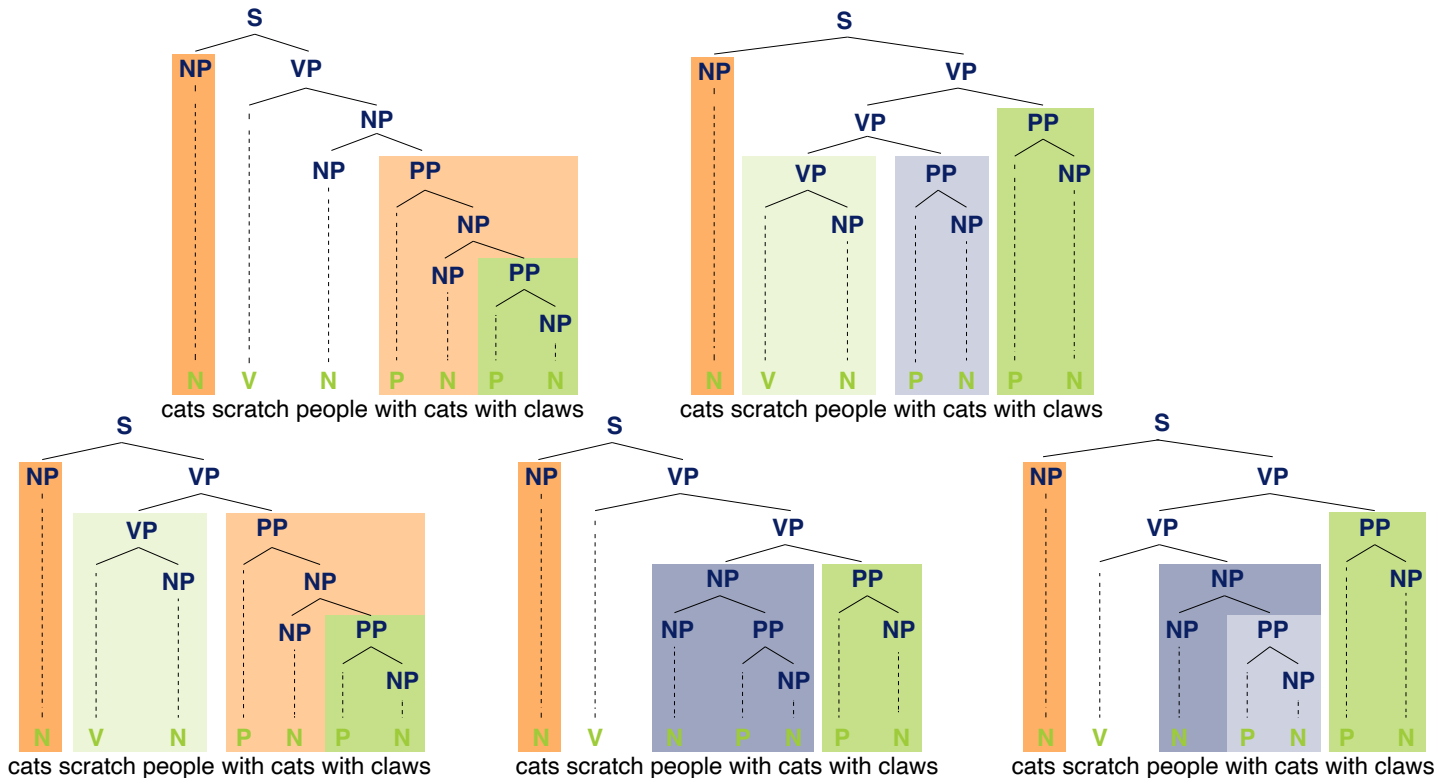 S S
NP VP NP VP
NP VP PP
NP PP VP PP NP
NP NP NP
NP PP
NP
N V N P N P N N V N P N P N
cats scratch people with cats with claws cats scratch people with cats with claws
S S S
NP VP NP VP NP VP
VP PP VP VP PP
NP NP NP PP NP NP
NP PP NP PP NP NP PP
NP NP NP
N V N P N P N N V N P N P N N V N P N P N
cats scratch people with cats with claws cats scratch people with cats with claws cats scratch people with cats with claws